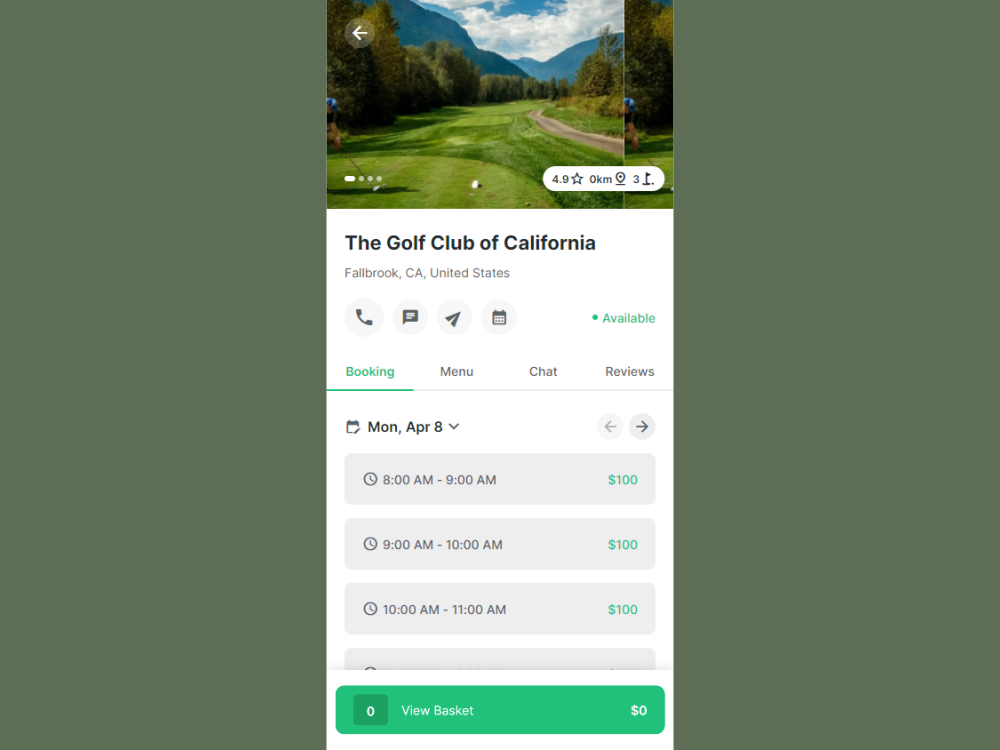 4.9 0km 3
The Golf Club of California
Fallbrook, CA, United States
Available
Booking Menu Chat Reviews
Mon, Apr 8
8:00 AM - 9:00 AM $100
9:00 AM - 10:00 AM $100
10:00 AM - 11:00 AM $100
0 View Basket $0